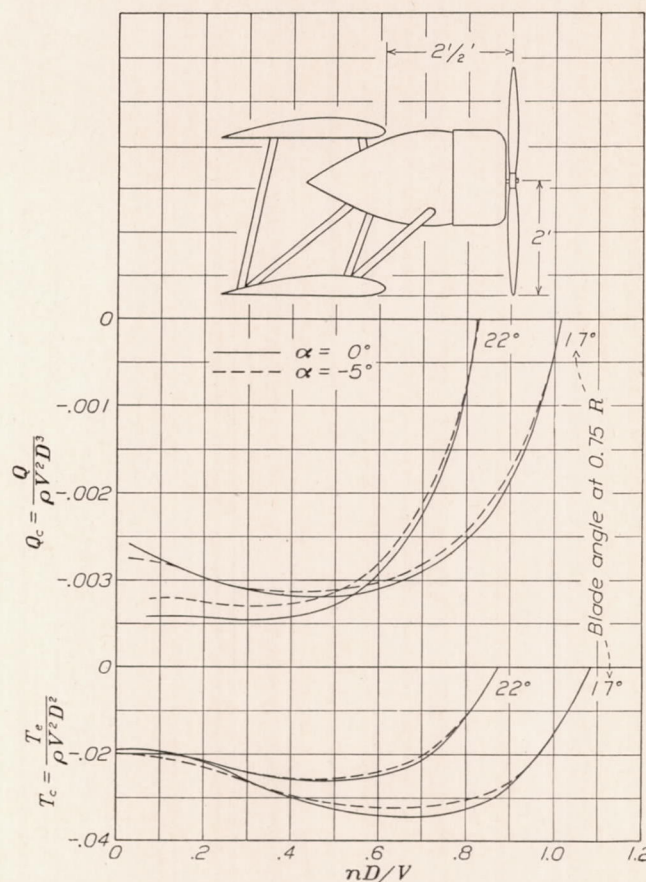 2½'
2'
0
-.001
-.002
-.003
Q_c = Q / ρV²D³
α = 0°
α = -5°
22°
17°
Blade angle at 0.75 R
0
-.02
-.04
T_c = T_e / ρV²D²
22°
17°
0 .2 .4 .6 .8 1.0 1.2
nD/V